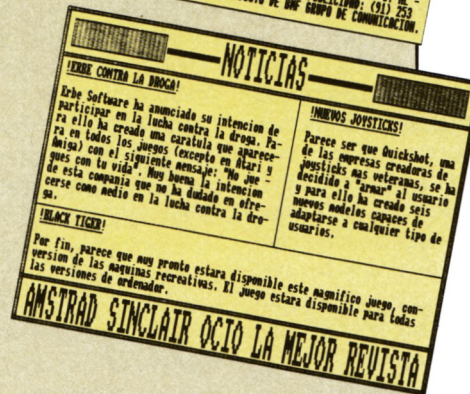 PUBLICIDAD: (91) 253
DE BMF GRUPO DE COMUNICACION.
NOTICIAS
!ERBE CONTRA LA DROGA!
Erbe Software ha anunciado su intencion de
participar en la lucha contra la droga. Pa-
ra ello ha creado una caratula que aparece-
ra en todos los juegos (excepto en Atari y
Amiga) con el siguiente mensaje: "No jue -
gues con tu vida". Muy buena la intencion
de esta compañia que no ha dudado en ofre-
cerse como medio en la lucha contra la dro-
ga.
!NUEVOS JOYSTICKS!
Parece ser que Quickshot, una
de las empresas creadoras de
joysticks mas veteranas, se ha
decidido a "armar" al usuario
y para ello ha creado seis
nuevos modelos capaces de
adaptarse a cualquier tipo de
usuarios.
!BLACK TIGER!
Por fin, parece que muy pronto estara disponible este magnifico juego, con-
version de las maquinas recreativas. El juego estara disponible para todas
las versiones de ordenador.
AMSTRAD SINCLAIR OCIO LA MEJOR REVISTA